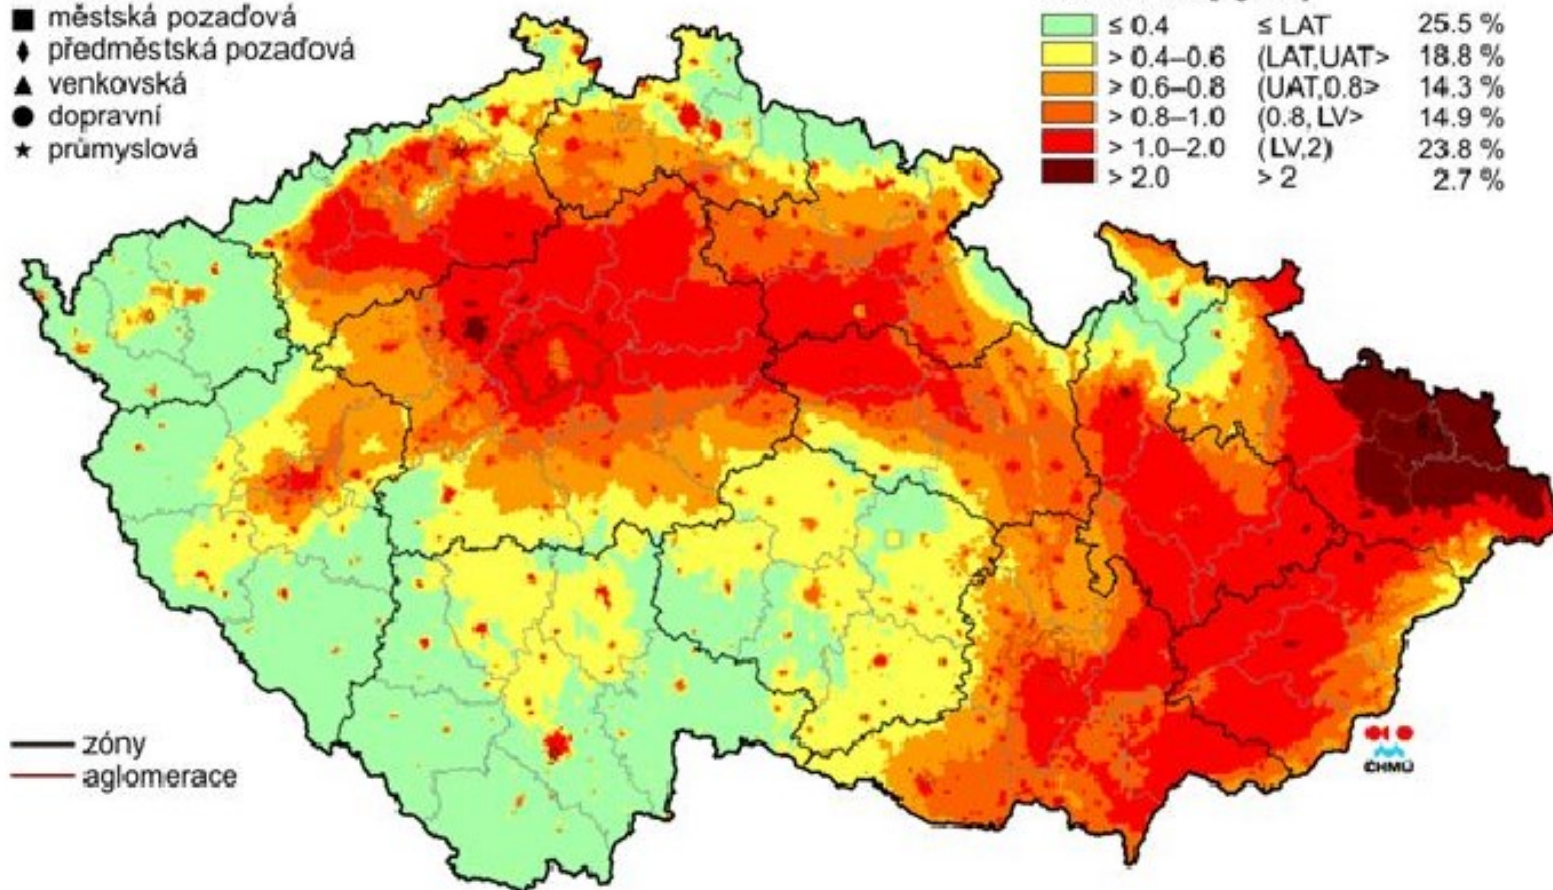 ■ městská pozaďová
♦ předměstská pozaďová
▲ venkovská
● dopravní
★ průmyslová
≤ 0.4 ≤ LAT 25.5 %
> 0.4–0.6 (LAT,UAT> 18.8 %
> 0.6–0.8 (UAT,0.8> 14.3 %
> 0.8–1.0 (0.8, LV> 14.9 %
> 1.0–2.0 (LV,2) 23.8 %
> 2.0 > 2 2.7 %
zóny
aglomerace
ČHMÚ